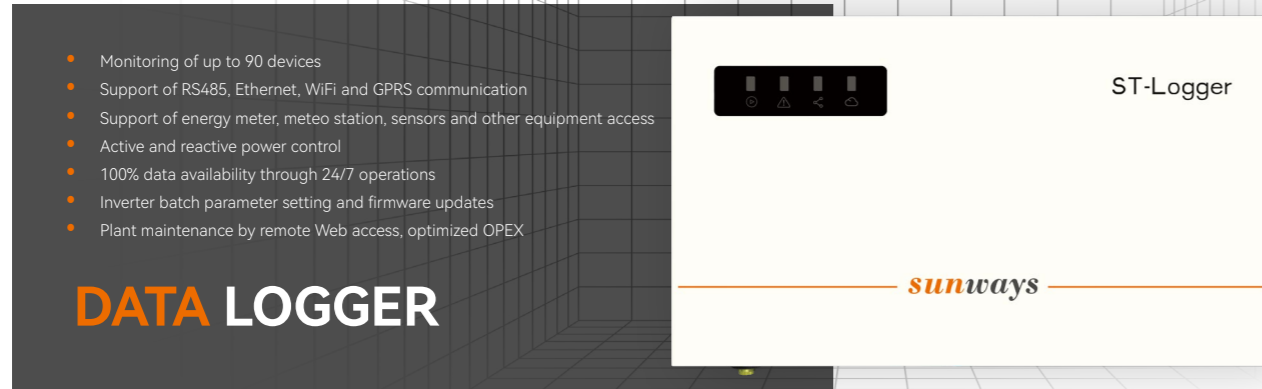 Monitoring of up to 90 devices
Support of RS485, Ethernet, WiFi and GPRS communication
Support of energy meter, meteo station, sensors and other equipment access
Active and reactive power control
100% data availability through 24/7 operations
Inverter batch parameter setting and firmware updates
Plant maintenance by remote Web access, optimized OPEX
DATA LOGGER
ST-Logger
sunways